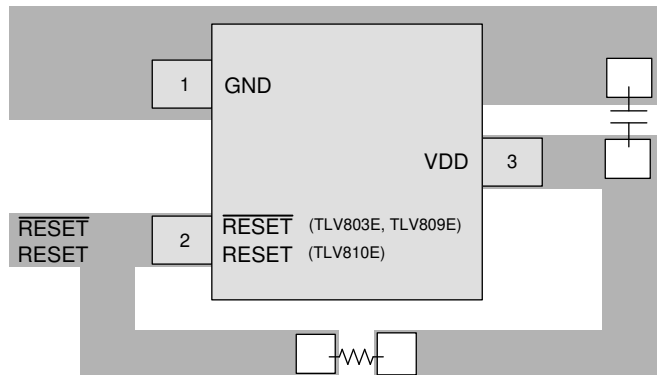 1 GND
VDD 3
RESET RESET (TLV803E, TLV809E)
2
RESET RESET (TLV810E)